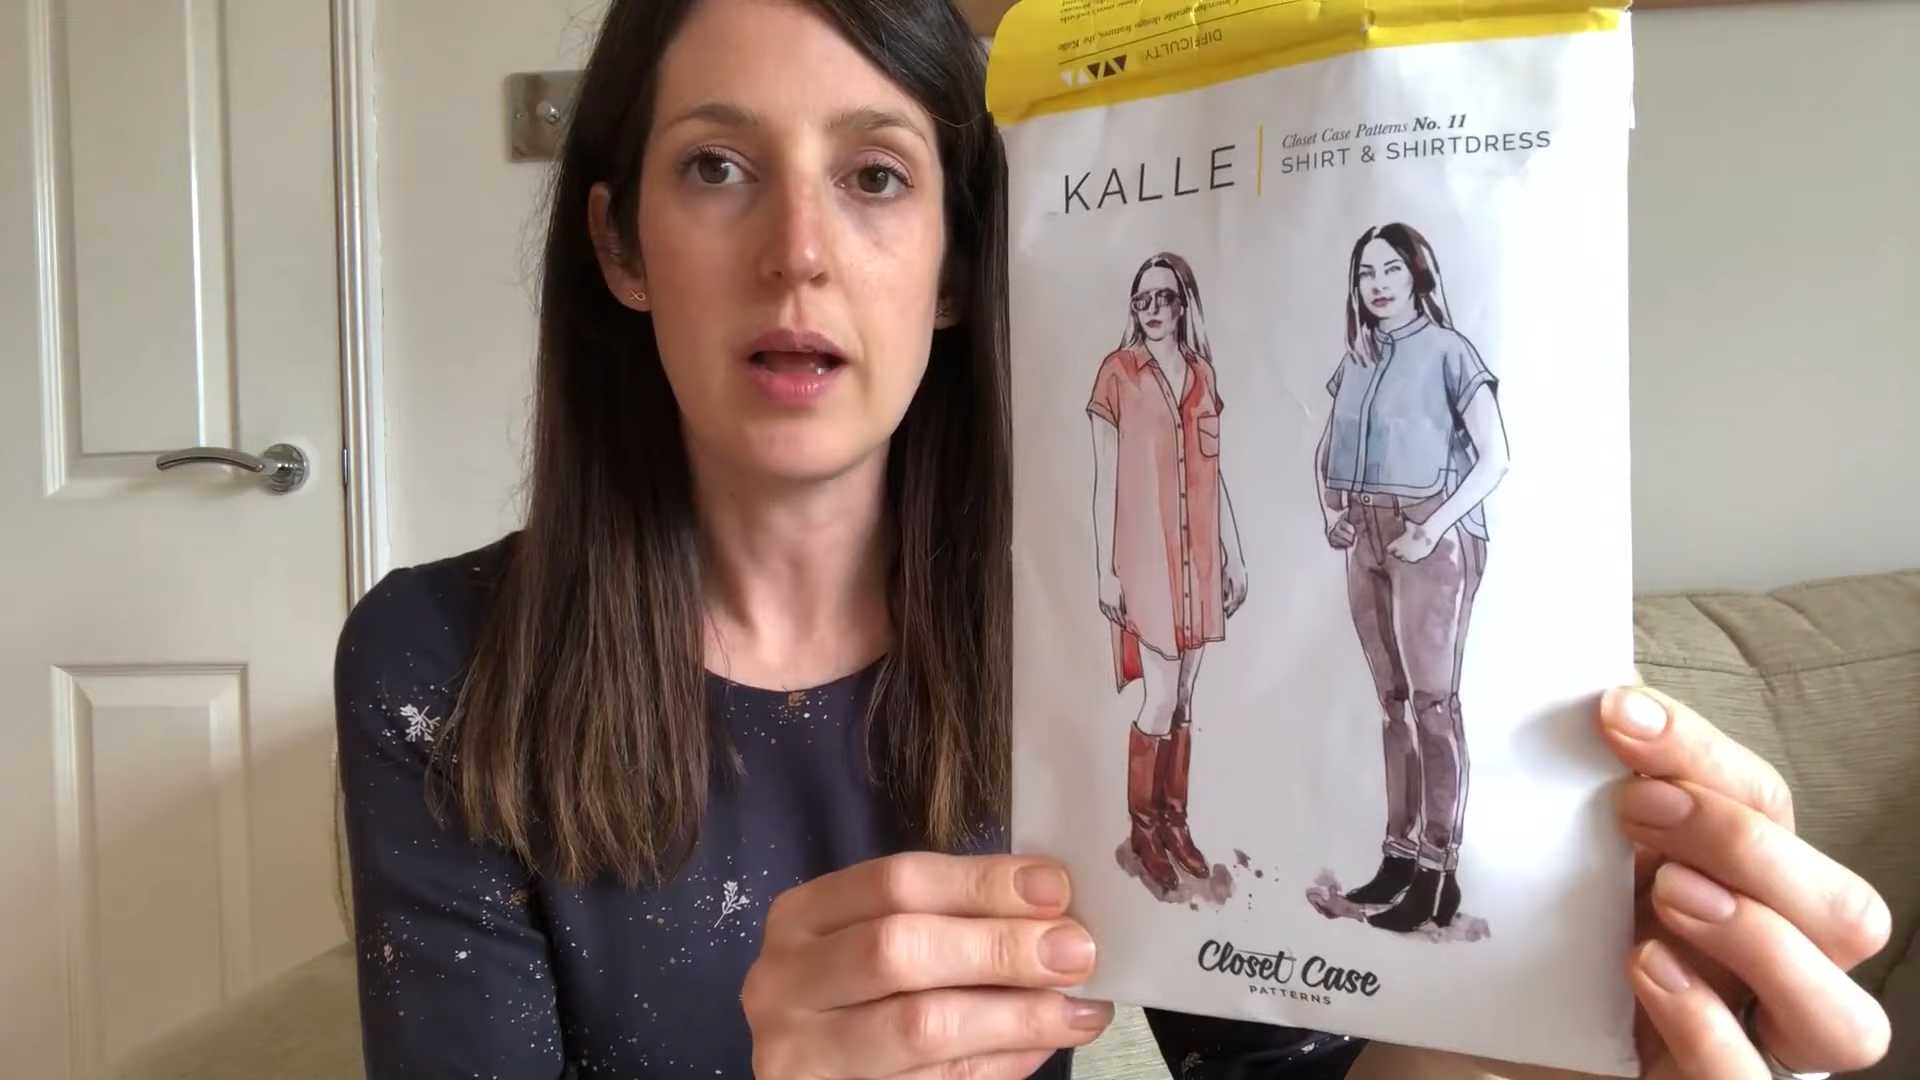 DIFFICULTY
KALLE
Closet Case Patterns No. 11
SHIRT & SHIRTDRESS
Closet Case
PATTERNS